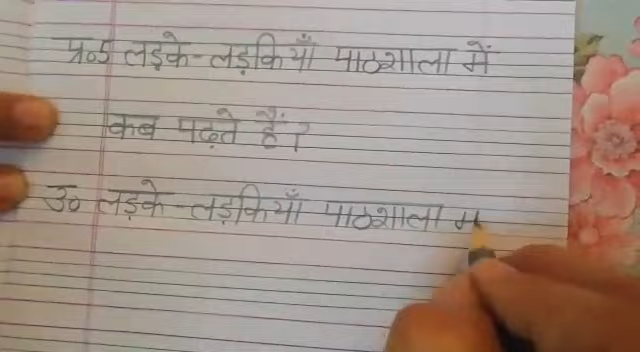 प्र०5 लड़के-लड़कियाँ पाठशाला में
कब पढ़ते हैं?
उ० लड़के-लड़कियाँ पाठशाला म